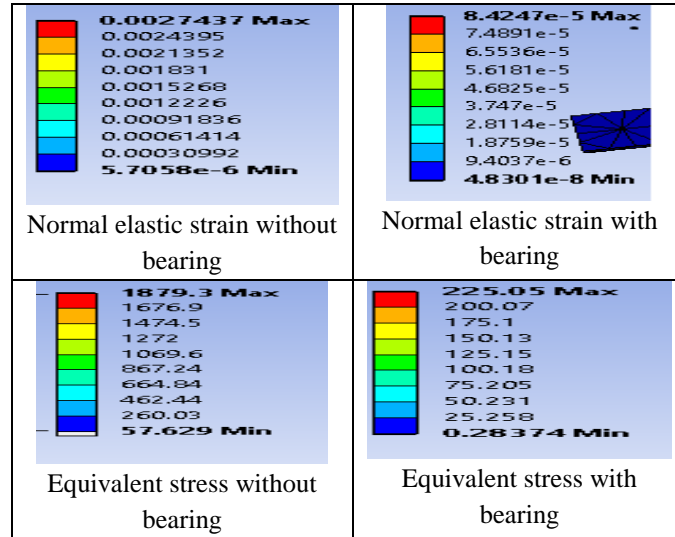 0.0027437 Max
0.0024395
0.0021352
0.001831
0.0015268
0.0012226
0.00091836
0.00061414
0.00030992
5.7058e-6 Min
Normal elastic strain without
bearing
8.4247e-5 Max
7.4891e-5
6.5536e-5
5.6181e-5
4.6825e-5
3.747e-5
2.8114e-5
1.8759e-5
9.4037e-6
4.8301e-8 Min
Normal elastic strain with
bearing
1879.3 Max
1676.9
1474.5
1272
1069.6
867.24
664.84
462.44
260.03
57.629 Min
Equivalent stress without
bearing
225.05 Max
200.07
175.1
150.13
125.15
100.18
75.205
50.231
25.258
0.28374 Min
Equivalent stress with
bearing